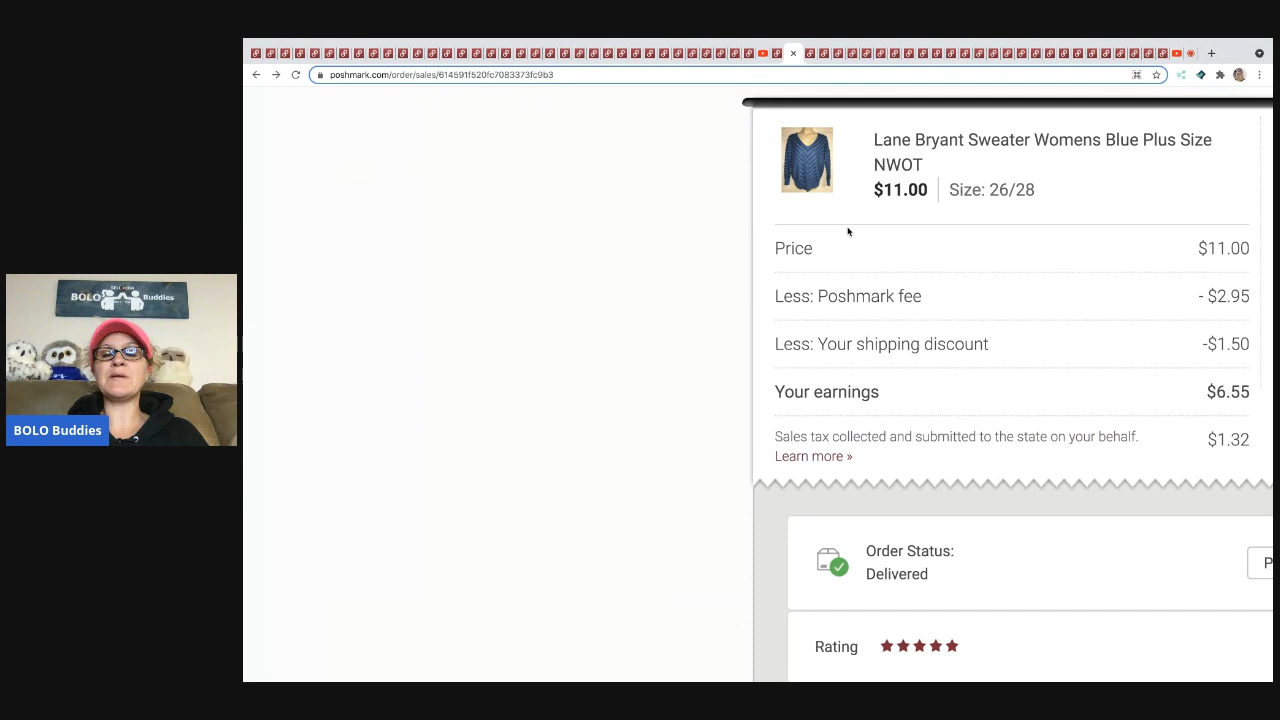 poshmark.com/order/sales/614591f520fc7083373fc9b3
Lane Bryant Sweater Womens Blue Plus Size
NWOT
$11.00 Size: 26/28
Price $11.00
Less: Poshmark fee - $2.95
Less: Your shipping discount -$1.50
Your earnings $6.55
Sales tax collected and submitted to the state on your behalf. $1.32
Learn more »
Order Status:
Delivered
P
Rating
BOLO Buddies
BOLO Buddies